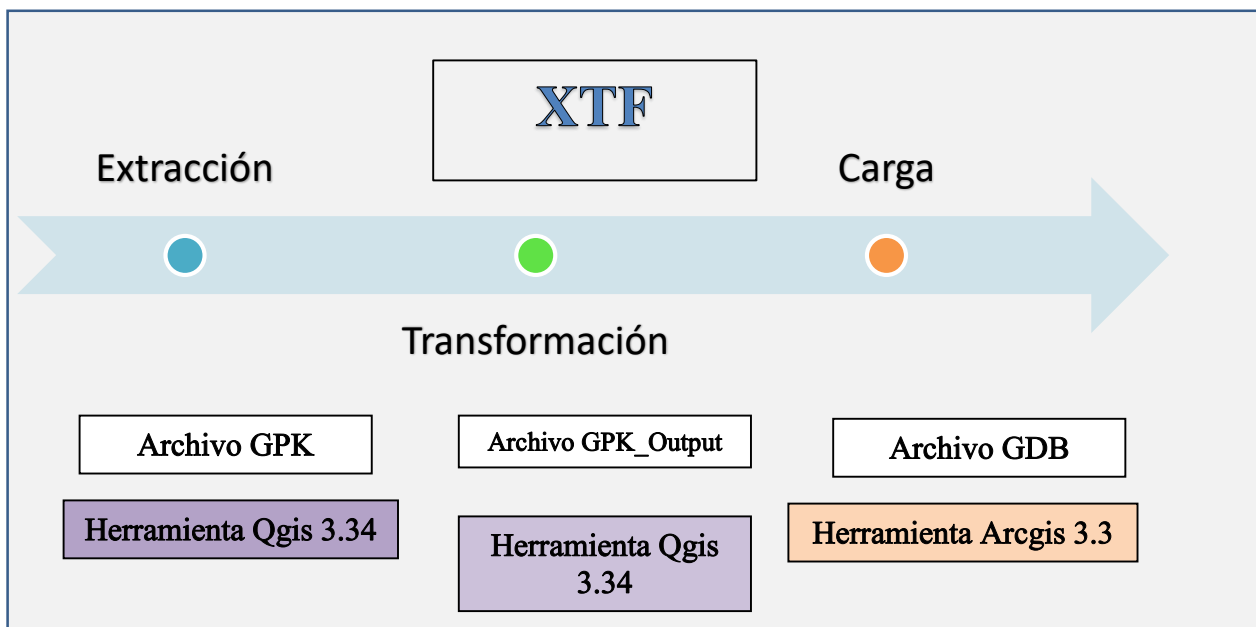 XTF
Extracción
Carga
Transformación
Archivo GPK
Archivo GPK_Output
Archivo GDB
Herramienta Qgis 3.34
Herramienta Qgis
3.34
Herramienta Arcgis 3.3